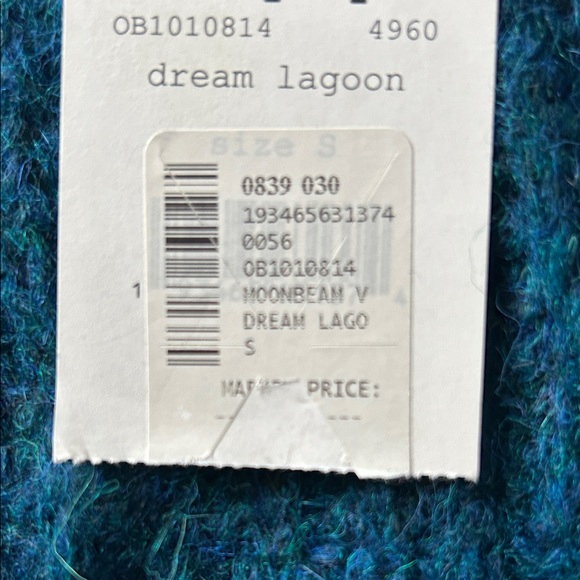 OB1010814 4960
dream lagoon
size S
0839 030
193465631374
0056
OB1010814
1
MOONBEAM V
DREAM LAGO
S
PRICE: